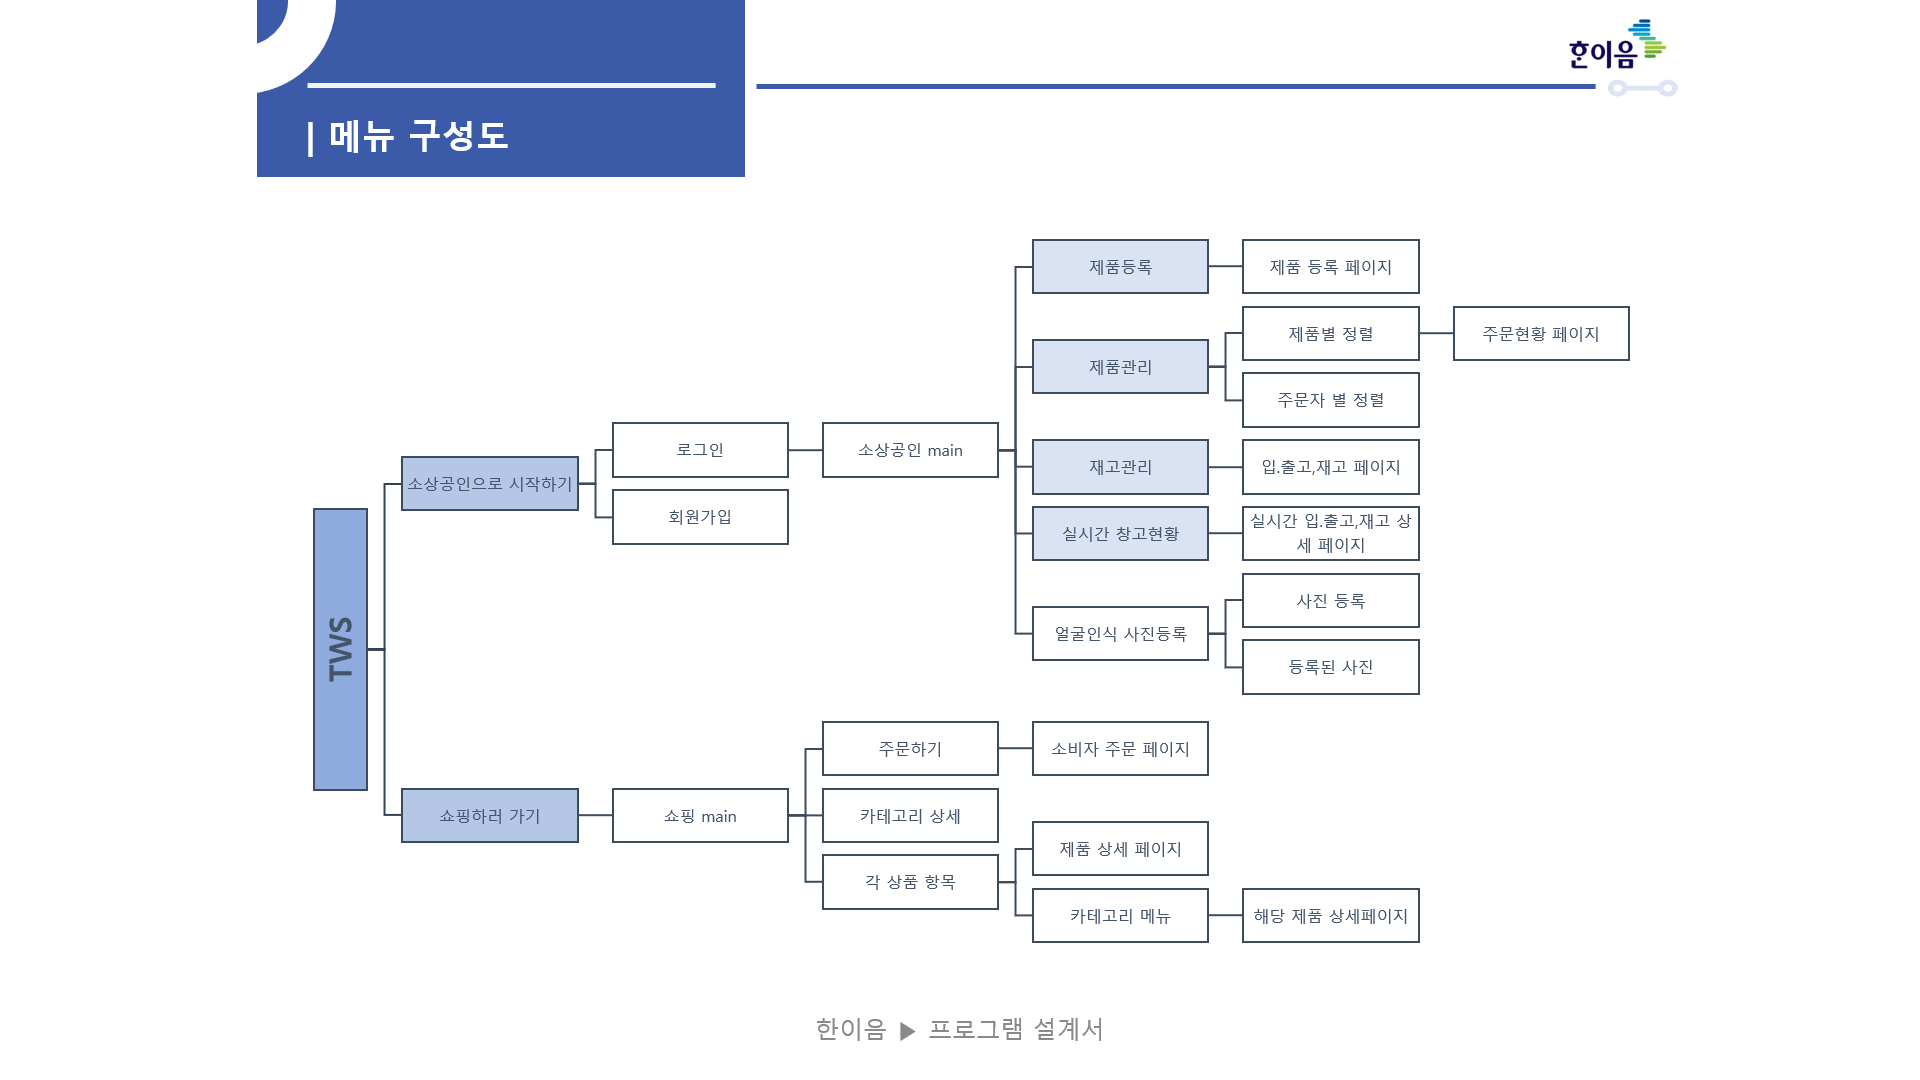 한이음
| 메뉴 구성도
제품등록
제품 등록 페이지
제품관리
제품별 정렬
주문현황 페이지
주문자 별 정렬
소상공인으로 시작하기
로그인
소상공인 main
회원가입
재고관리
입.출고,재고 페이지
실시간 창고현황
실시간 입.출고,재고 상
세 페이지
얼굴인식 사진등록
사진 등록
등록된 사진
TWS
쇼핑하러 가기
쇼핑 main
주문하기
소비자 주문 페이지
카테고리 상세
각 상품 항목
제품 상세 페이지
카테고리 메뉴
해당 제품 상세페이지
한이음 ▶ 프로그램 설계서